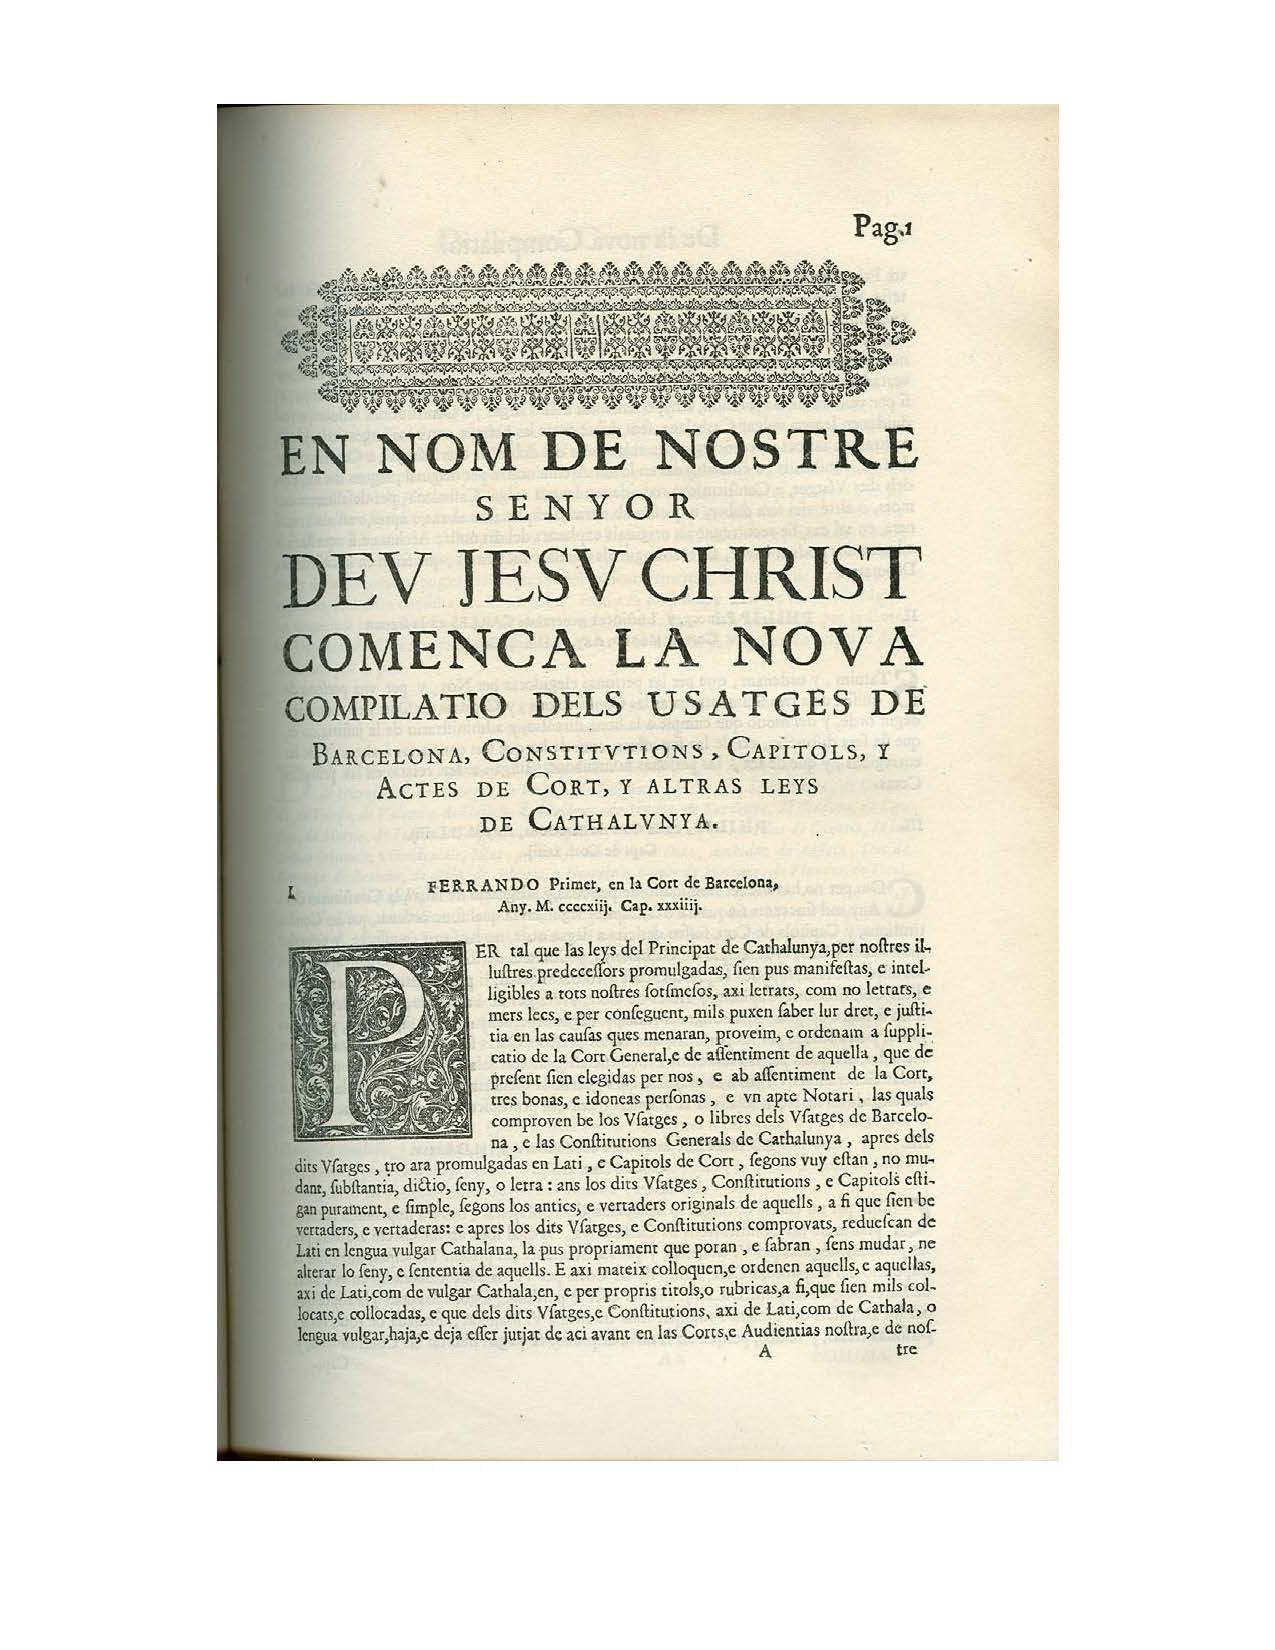 Pag.1
EN NOM DE NOSTRE
SENYOR
DEV JESV CHRIST
COMENCA LA NOVA
COMPILATIO DELS USATGES DE
BARCELONA, CONSTITVTIONS, CAPITOLS, Y
ACTES DE CORT, Y ALTRAS LEYS
DE CATHALVNYA.
I. FERRANDO Primer, en la Cort de Barcelona,
Any. M. ccccxiij. Cap. xxxiiij.
PER tal que las leys del Principat de Cathalunya,per noſtres il-
luſtres.predeceſſors promulgadas, ſien pus manifeſtas, e intel-
ligibles a tots noſtres ſotſmeſos, axi letrats, com no letrats, e
mers lecs, e per conſeguent, mils puxen ſaber lur dret, e juſti-
tia en las cauſas ques menaran, proveim, e ordenam a ſuppli-
catio de la Cort General,e de aſſentiment de aquella, que de
preſent ſien elegidas per nos, e ab aſſentiment de la Cort,
tres bonas, e idoneas perſonas, e vn apte Notari, las quals
comproven be los Vſatges, o libres dels Vſatges de Barcelo-
na, e las Conſtitutions Generals de Cathalunya, apres dels
dits Vſatges, tro ara promulgadas en Lati, e Capitols de Cort, ſegons vuy eſtan, no mu-
dant, ſubſtantia, dictio, ſeny, o letra: ans los dits Vſatges, Conſtitutions, e Capitols eſti-
gan purament, e ſimple, ſegons los antics, e vertaders originals de aquells, a fi que ſien be
vertaders, e vertaderas: e apres los dits Vſatges, e Conſtitutions comprovats, redueſcan de
Lati en lengua vulgar Cathalana, la pus propriament que poran, e ſabran, ſens mudar, ne
alterar lo ſeny, e ſententia de aquells. E axi mateix colloquen,e ordenen aquells,e aquellas,
axi de Lati,com de vulgar Cathala,en, e per propris titols,o rubricas,a fi,que ſien mils col-
locats,e collocadas, e que dels dits Vſatges,e Conſtitutions, axi de Lati,com de Cathala, o
lengua vulgar,haja,e deja eſſer jutjat de aci avant en las Corts,e Audientias noſtra,e de noſ-
A tre